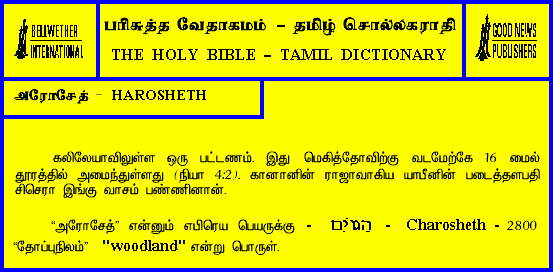 BELLWETHER
INTERNATIONAL
பரிசுத்த வேதாகமம் - தமிழ் சொல்லகராதி
THE HOLY BIBLE - TAMIL DICTIONARY
GOOD NEWS
PUBLISHERS
அரோசேத் - HAROSHETH
கலிலேயாவிலுள்ள ஒரு பட்டணம். இது மெகித்தோவிற்கு வடமேற்கே 16 மைல்
தூரத்தில் அமைந்துள்ளது (நியா 4:2). கானானின் ராஜாவாகிய யாபீனின் படைத்தளபதி
சிசெரா இங்கு வாசம் பண்ணினான்.
"அரோசேத்" என்னும் எபிரெய பெயருக்கு - - Charosheth - 2800
"தோப்புநிலம்" "woodland" என்று பொருள்.